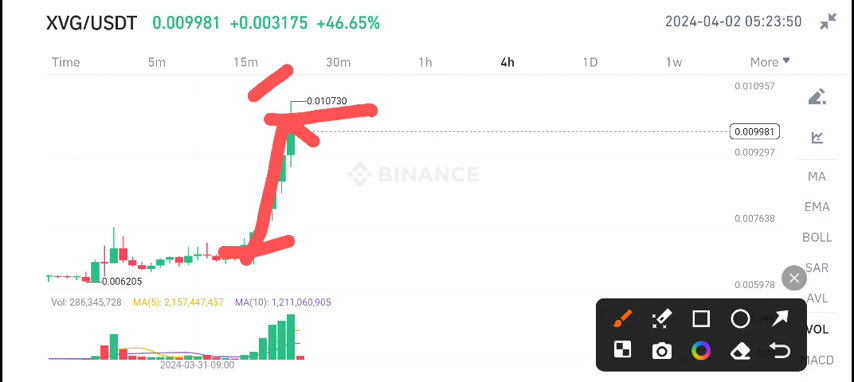 XVG/USDT 0.009981 +0.003175 +46.65% 2024-04-02 05:23:50
Time 5m 15m 30m 1h 4h 1D 1w More
0.010957
0.010730
0.009981
0.009297
BINANCE
MA
EMA
0.007638
BOLL
SAR
0.006205
0.005978
AVL
Vol: 286,345,728 MA(5): 2,157,447,457 MA(10): 1,211,060,905
VOL
MACD
2024-03-31 09:00